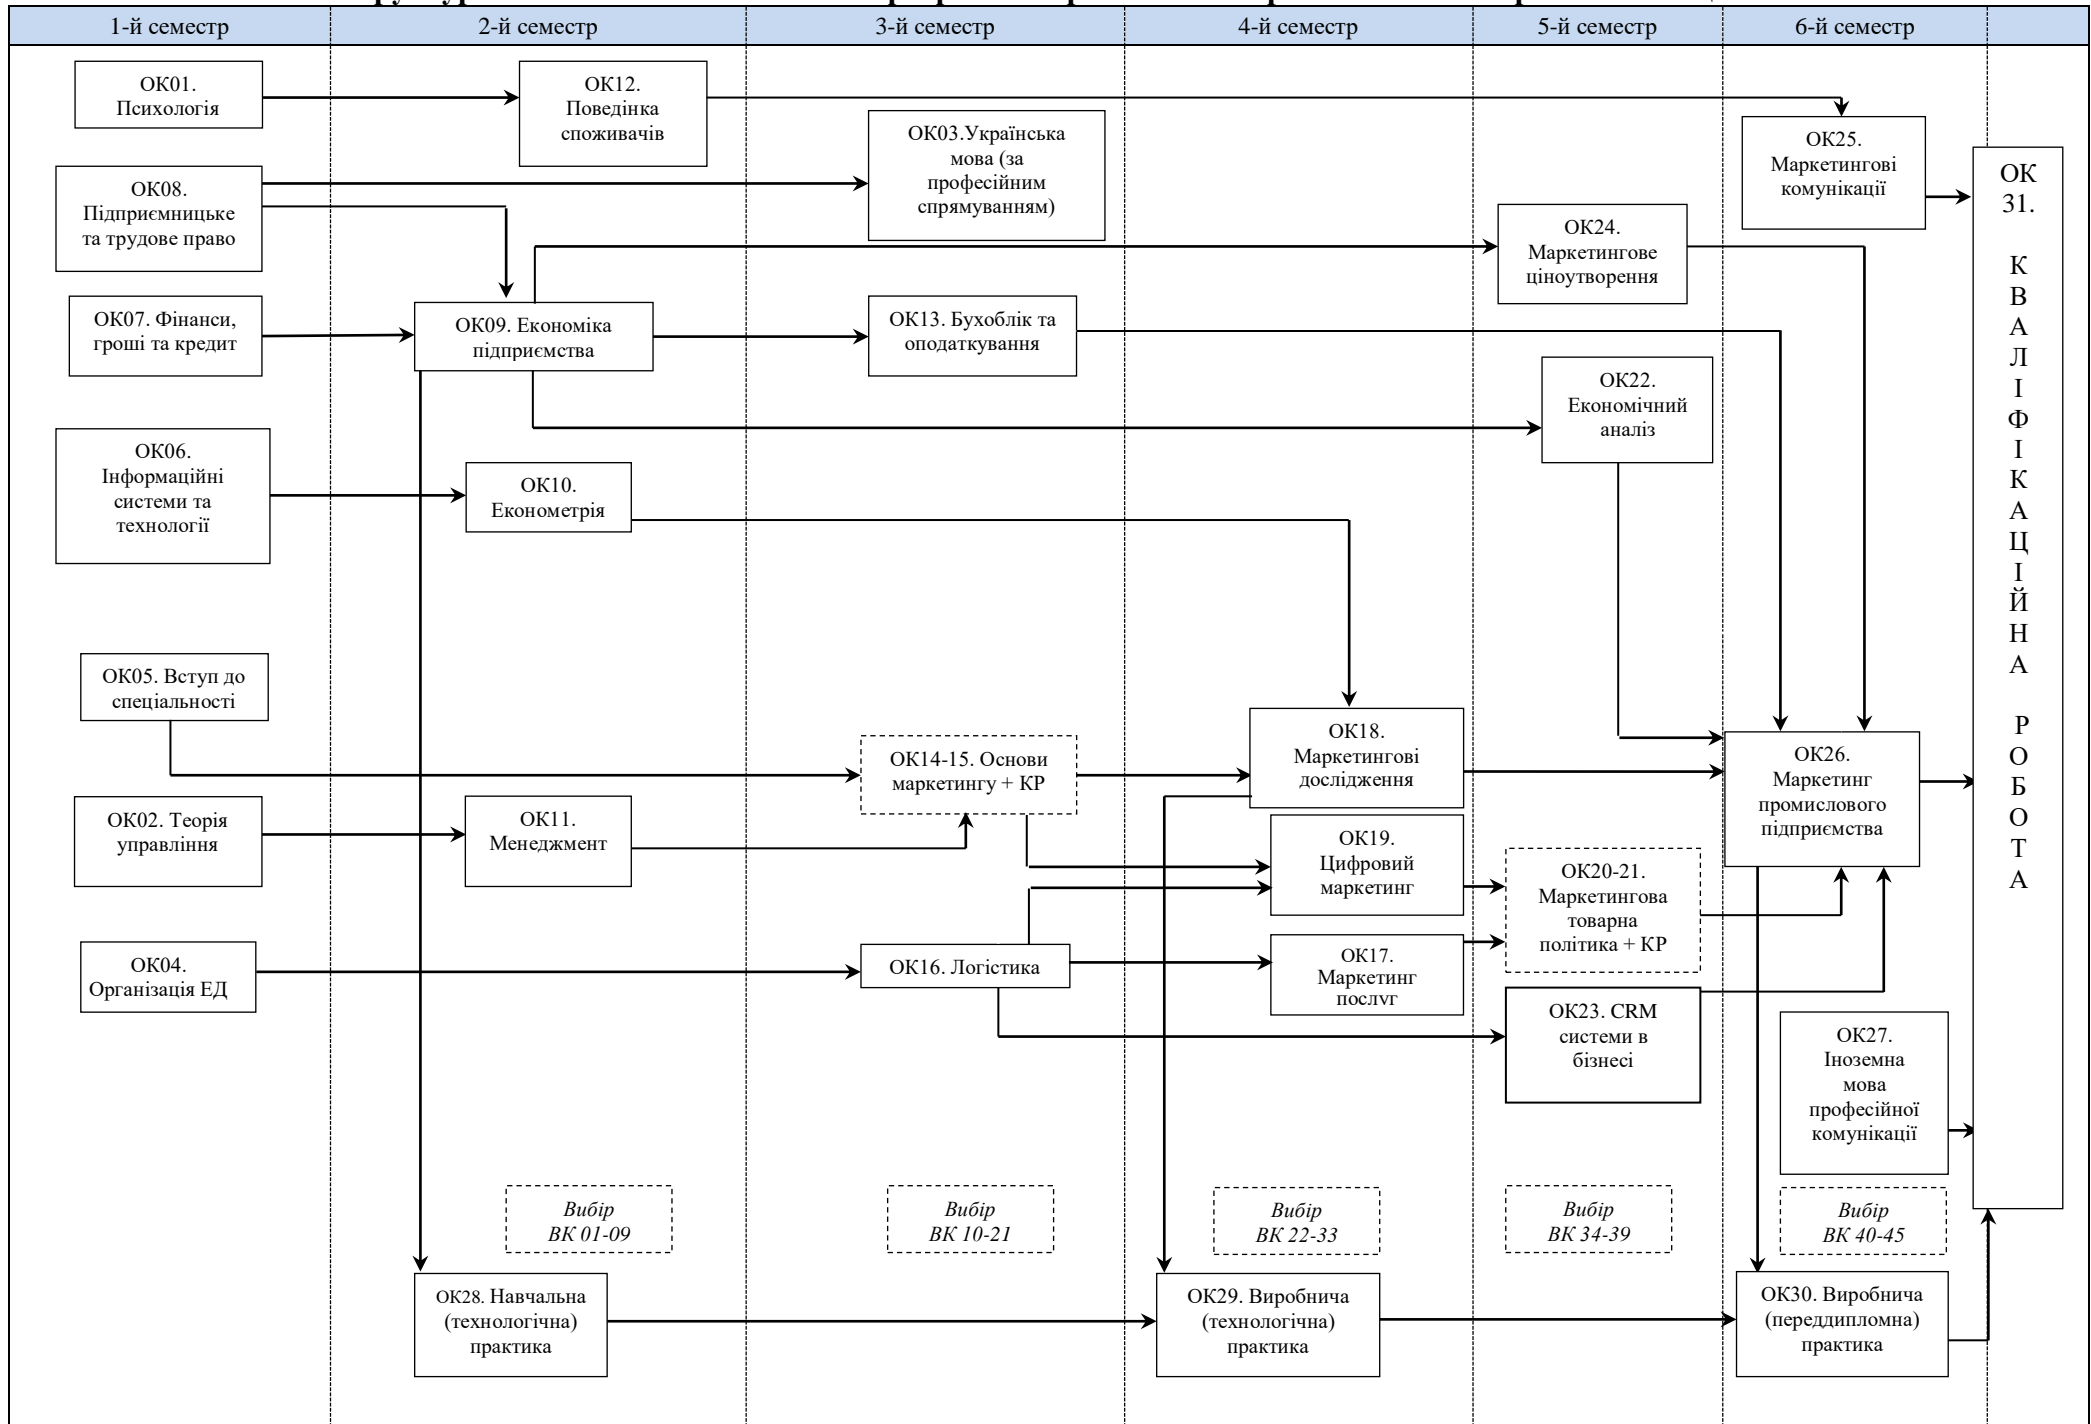 1-й семестр
2-й семестр
3-й семестр
4-й семестр
5-й семестр
6-й семестр
ОК01.
Психологія
ОК12.
Поведінка
споживачів
ОК03.Українська
мова (за
професійним
спрямуванням)
ОК25.
Маркетингові
комунікації
ОК
31.
К
В
А
Л
І
Ф
І
К
А
Ц
І
Й
Н
А
Р
О
Б
О
Т
А
ОК08.
Підприємницьке
та трудове право
ОК24.
Маркетингове
ціноутворення
ОК07. Фінанси,
гроші та кредит
ОК09. Економіка
підприємства
ОК13. Бухоблік та
оподаткування
ОК22.
Економічний
аналіз
ОК06.
Інформаційні
системи та
технології
ОК10.
Економетрія
ОК05. Вступ до
спеціальності
ОК14-15. Основи
маркетингу + КР
ОК18.
Маркетингові
дослідження
ОК26.
Маркетинг
промислового
підприємства
ОК02. Теорія
управління
ОК11.
Менеджмент
ОК19.
Цифровий
маркетинг
ОК20-21.
Маркетингова
товарна
політика + КР
ОК04.
Організація ЕД
ОК16. Логістика
ОК17.
Маркетинг
послуг
ОК23. CRM
системи в
бізнесі
ОК27.
Іноземна
мова
професійної
комунікації
Вибір
ВК 01-09
Вибір
ВК 10-21
Вибір
ВК 22-33
Вибір
ВК 34-39
Вибір
ВК 40-45
ОК28. Навчальна
(технологічна)
практика
ОК29. Виробнича
(технологічна)
практика
ОК30. Виробнича
(переддипломна)
практика